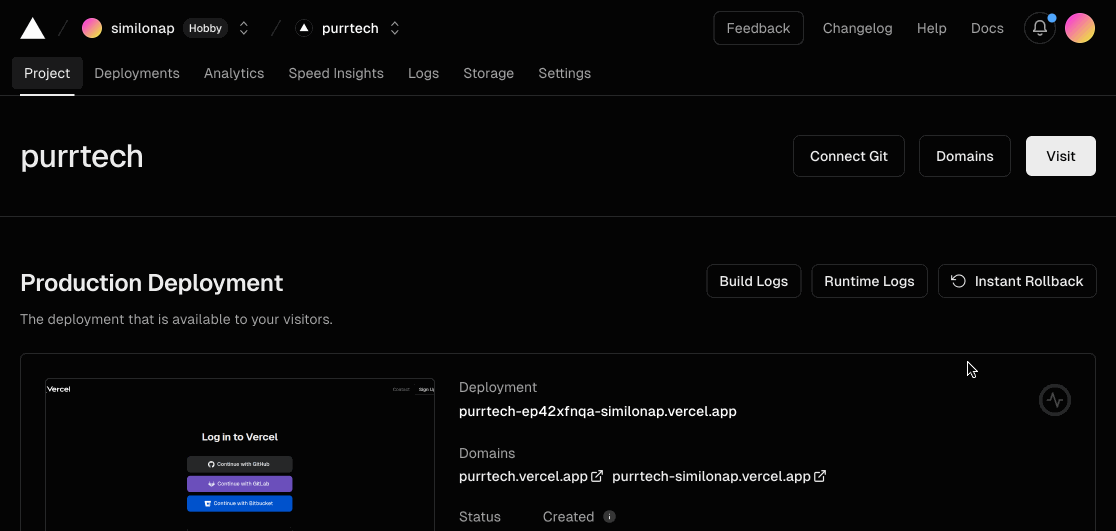 similonap Hobby purrtech Feedback Changelog Help Docs
Project Deployments Analytics Speed Insights Logs Storage Settings
purrtech Connect Git Domains Visit
Production Deployment Build Logs Runtime Logs Instant Rollback
The deployment that is available to your visitors.
Vercel Contact Sign U
Log in to Vercel
Continue with GitHub
Continue with GitLab
Continue with Bitbucket
Deployment
purrtech-ep42xfnqa-similonap.vercel.app
Domains
purrtech.vercel.app purrtech-similonap.vercel.app
Status Created